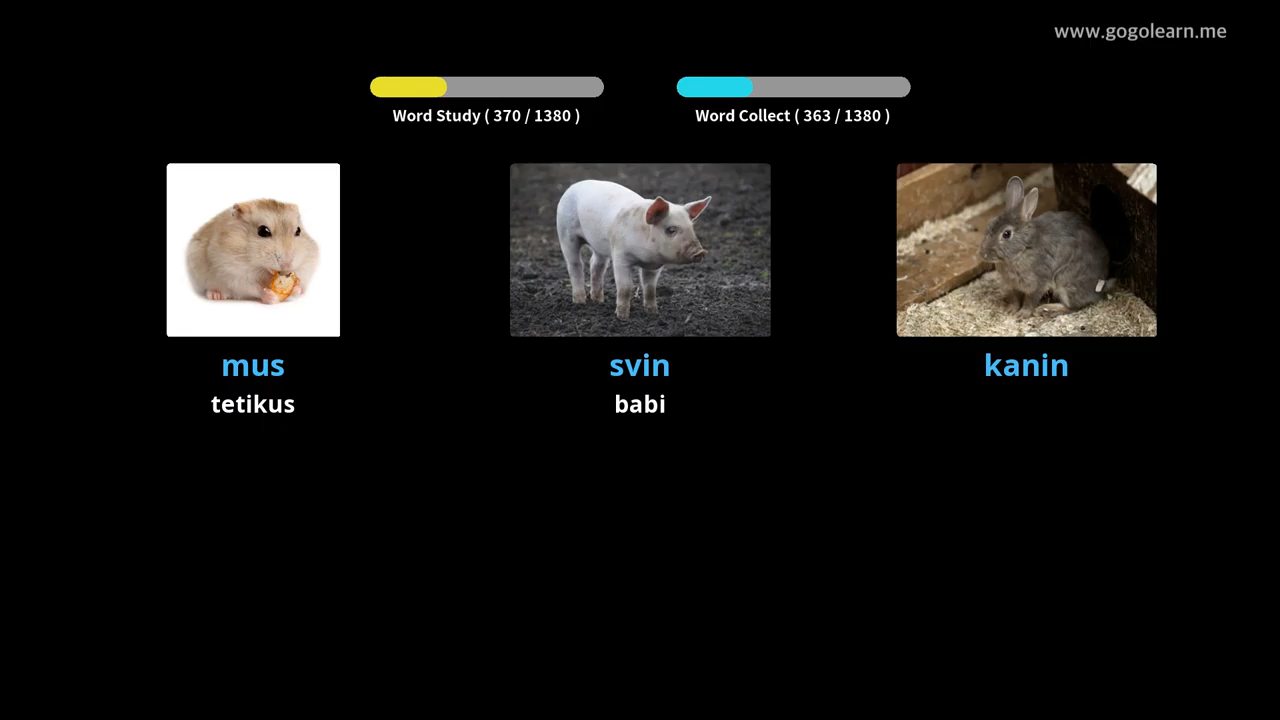 www.gogolearn.me
Word Study ( 370 / 1380 )
Word Collect ( 363 / 1380 )
mus
svin
kanin
tetikus
babi